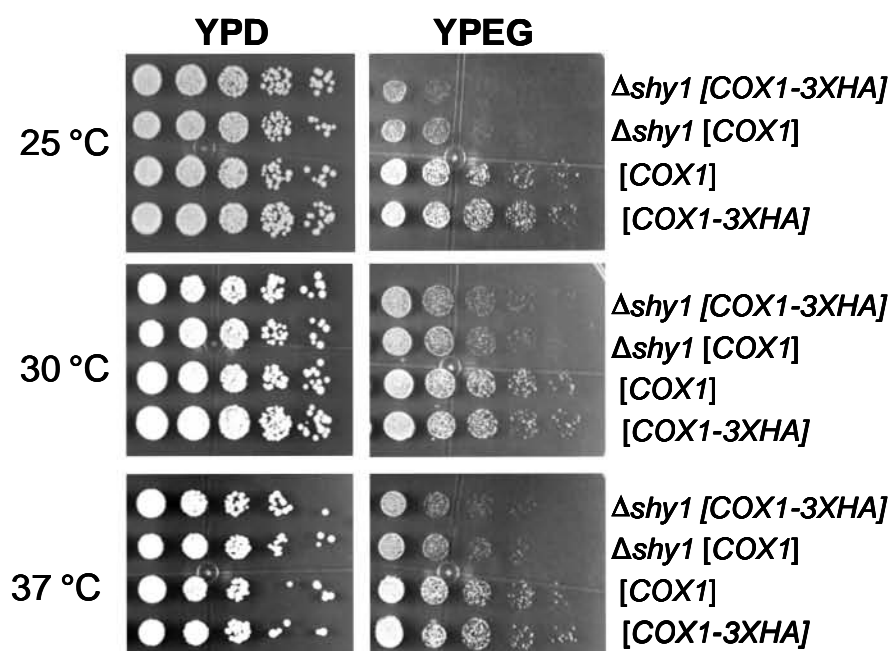 YPD YPEG
25 °C
Δshy1 [COX1-3XHA]
Δshy1 [COX1]
[COX1]
[COX1-3XHA]
30 °C
Δshy1 [COX1-3XHA]
Δshy1 [COX1]
[COX1]
[COX1-3XHA]
37 °C
Δshy1 [COX1-3XHA]
Δshy1 [COX1]
[COX1]
[COX1-3XHA]